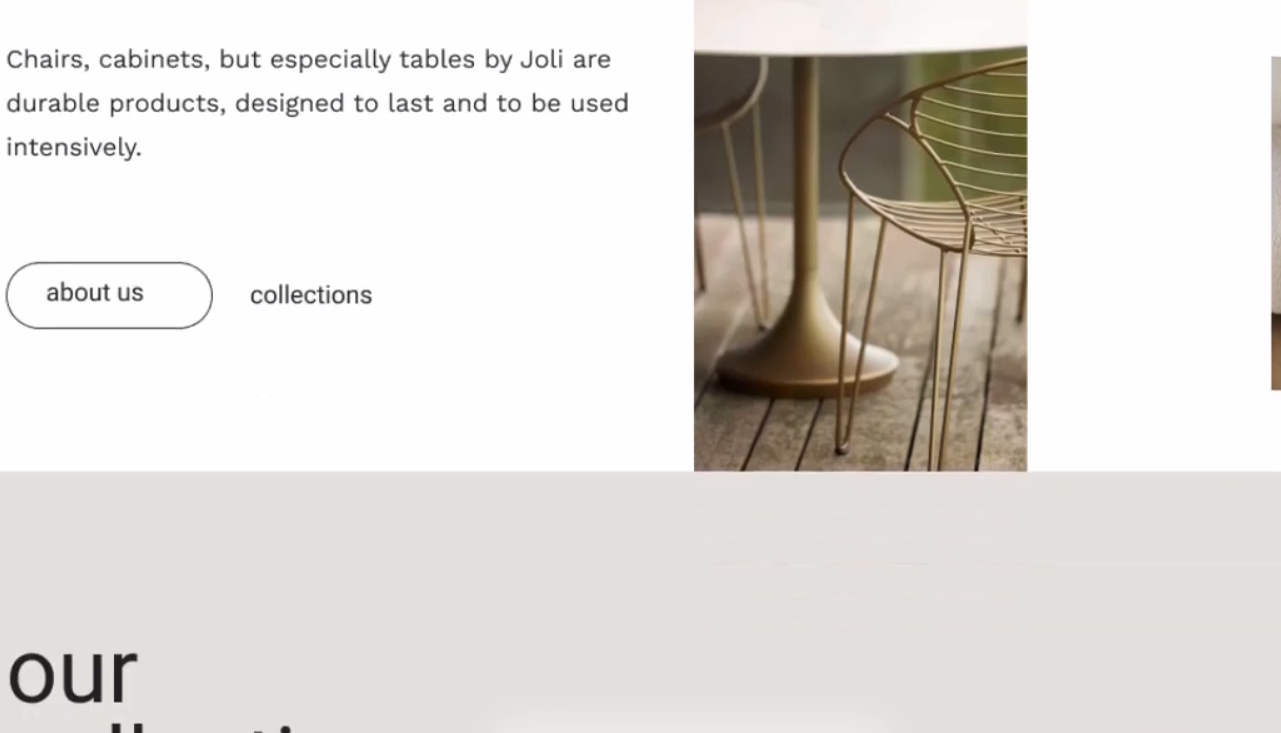 Chairs, cabinets, but especially tables by Joli are
durable products, designed to last and to be used
intensively.
about us
collections
our